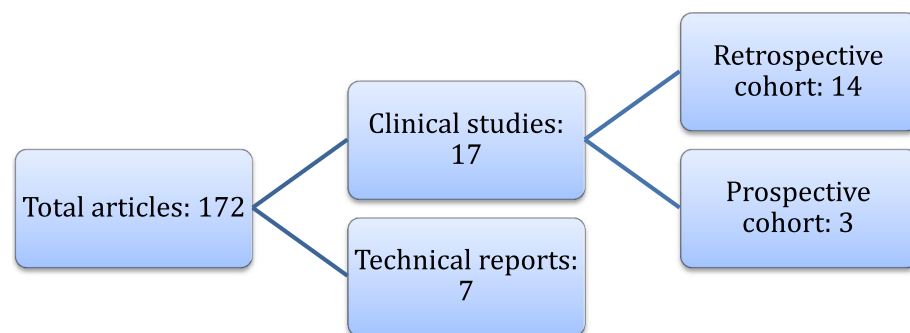 Total articles: 172
Clinical studies:
17
Technical reports:
7
Retrospective
cohort: 14
Prospective
cohort: 3